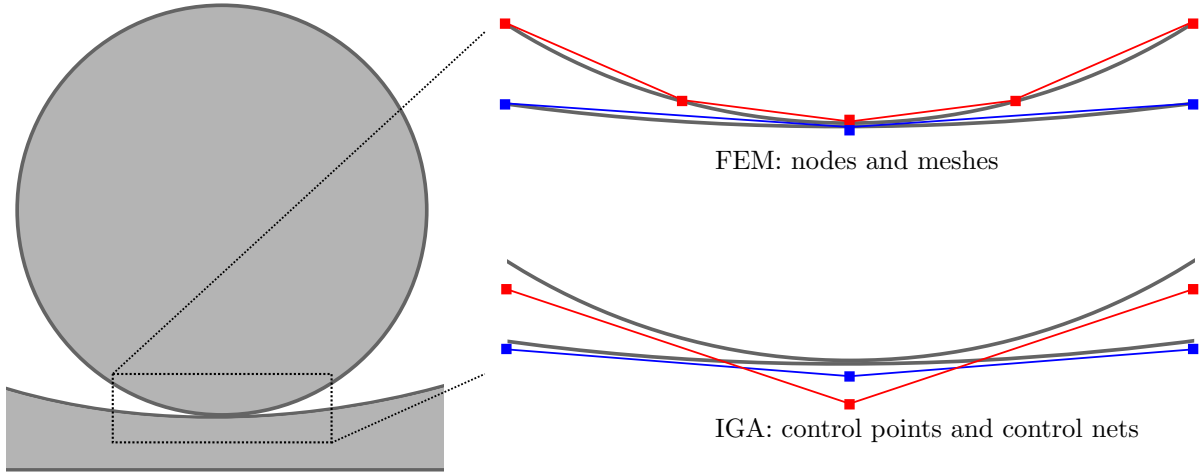 FEM: nodes and meshes
IGA: control points and control nets